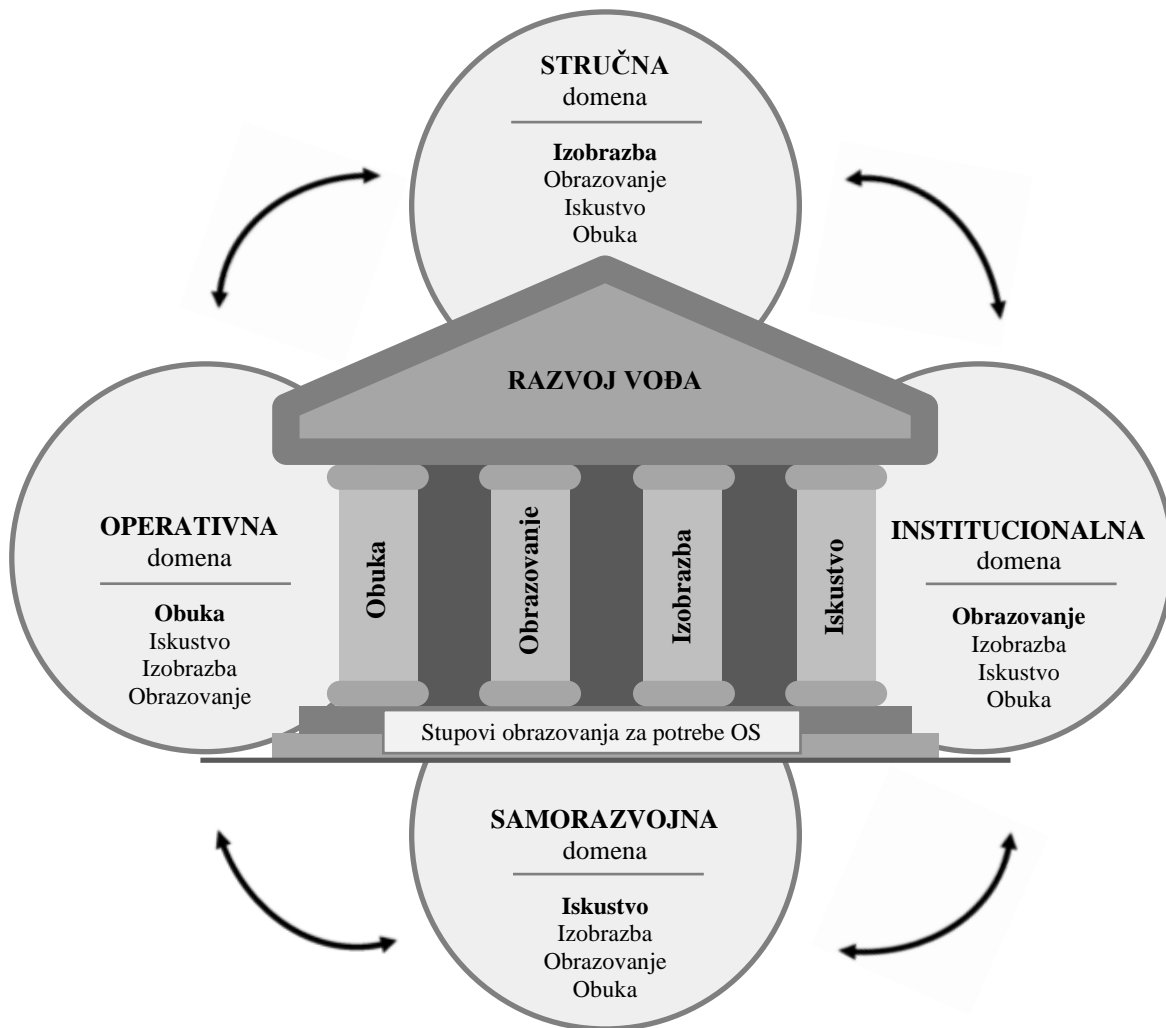 STRUČNA
domena
Izobrazba
Obrazovanje
Iskustvo
Obuka
RAZVOJ VOĐA
OPERATIVNA
domena
Obuka
Iskustvo
Izobrazba
Obrazovanje
Obuka
Obrazovanje
Izobrazba
Iskustvo
INSTITUCIONALNA
domena
Obrazovanje
Izobrazba
Iskustvo
Obuka
Stupovi obrazovanja za potrebe OS
SAMORAZVOJNA
domena
Iskustvo
Izobrazba
Obrazovanje
Obuka